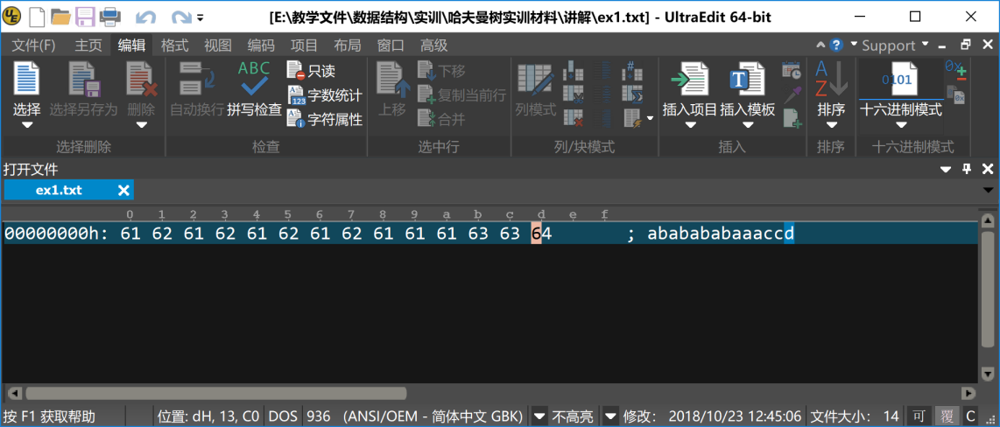 [E:\教学文件\数据结构\实训\哈夫曼树实训材料\讲解\ex1.txt] - UltraEdit 64-bit
文件(F) 主页 编辑 格式 视图 编码 项目 布局 窗口 高级 Support
选择 选择另存为 删除 自动换行 ABC 拼写检查 只读 字数统计 字符属性 上移 下移 复制当前行 合并 列模式 插入项目 插入模板 排序 十六进制模式
选择删除 检查 选中行 列/块模式 插入 排序 十六进制模式
打开文件
ex1.txt
0 1 2 3 4 5 6 7 8 9 a b c d e f
00000000h: 61 62 61 62 61 62 61 62 61 61 61 63 63 64 ; ababababaaaccd
按 F1 获取帮助 位置: dH, 13, C0 DOS 936 (ANSI/OEM - 简体中文 GBK) 不高亮 修改: 2018/10/23 12:45:06 文件大小: 14 可 覆 C